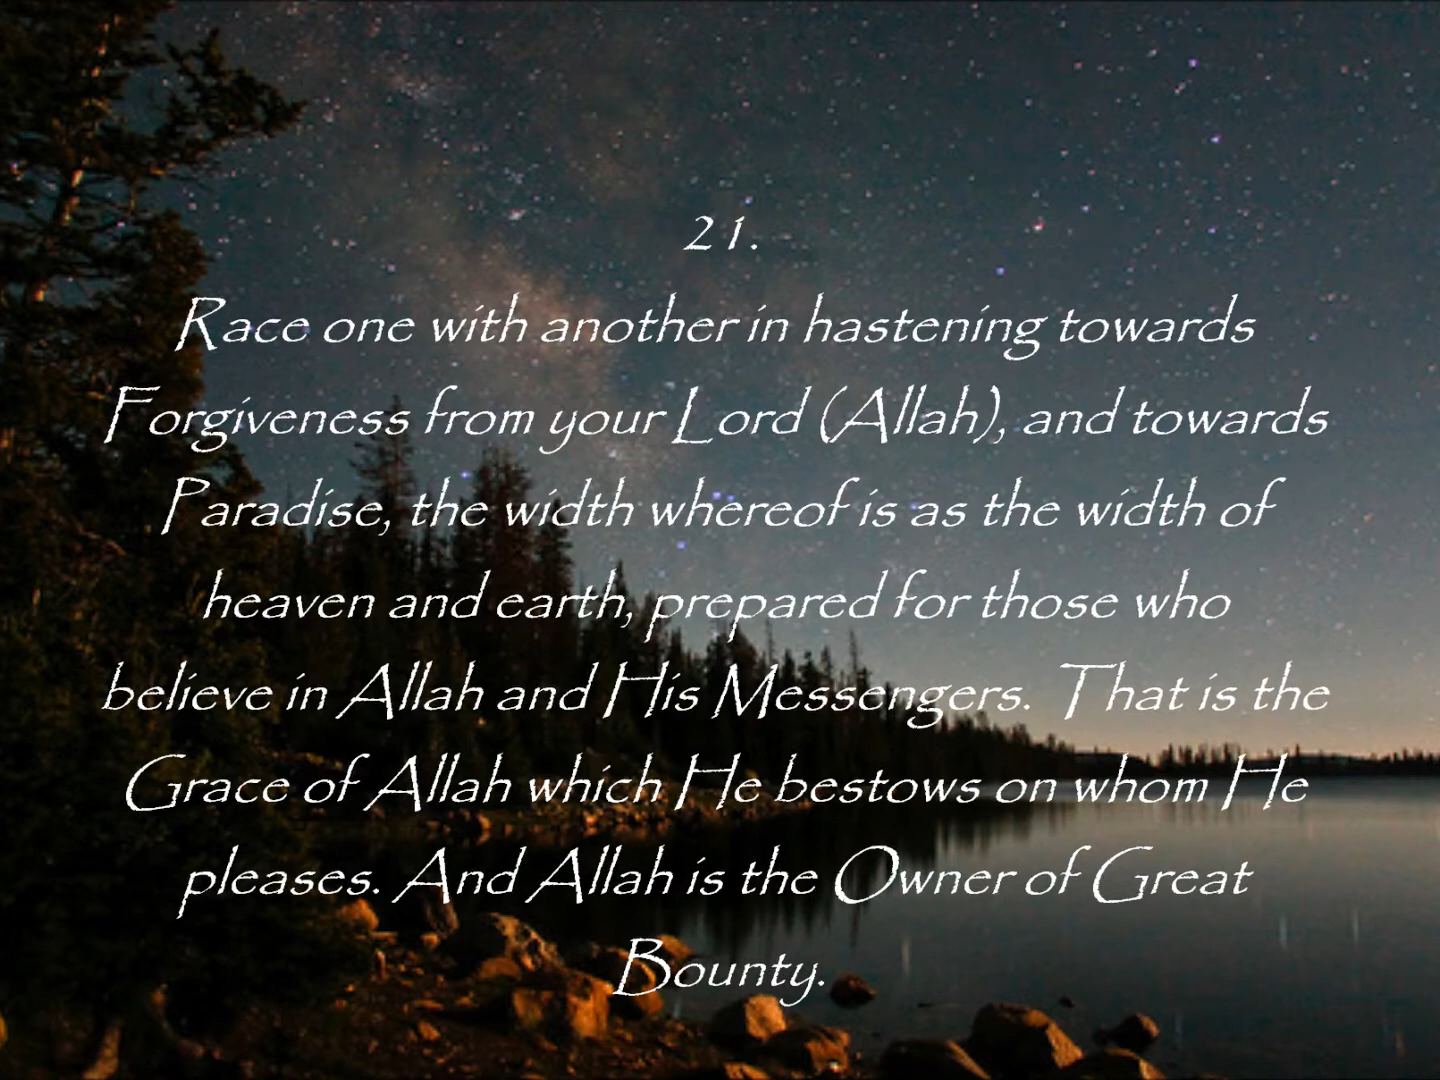 21.
Race one with another in hastening towards
Forgiveness from your Lord (Allah), and towards
Paradise, the width whereof is as the width of
heaven and earth, prepared for those who
believe in Allah and His Messengers. That is the
Grace of Allah which He bestows on whom He
pleases. And Allah is the Owner of Great
Bounty.